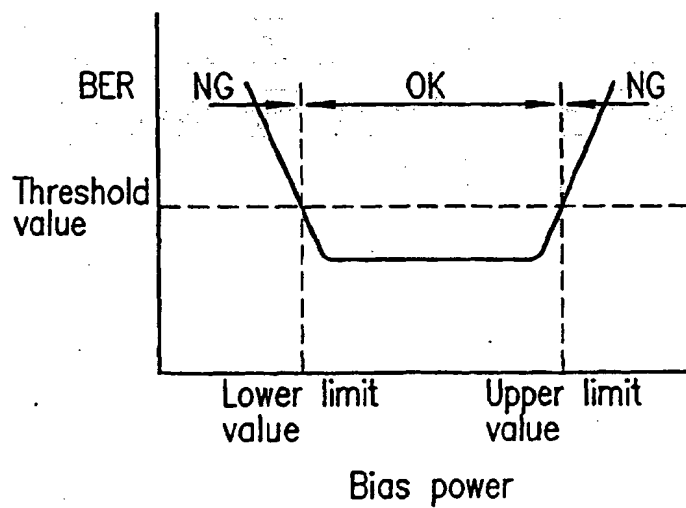 BER
NG
OK
NG
Threshold
value
Lower limit
value
Upper limit
value
Bias power